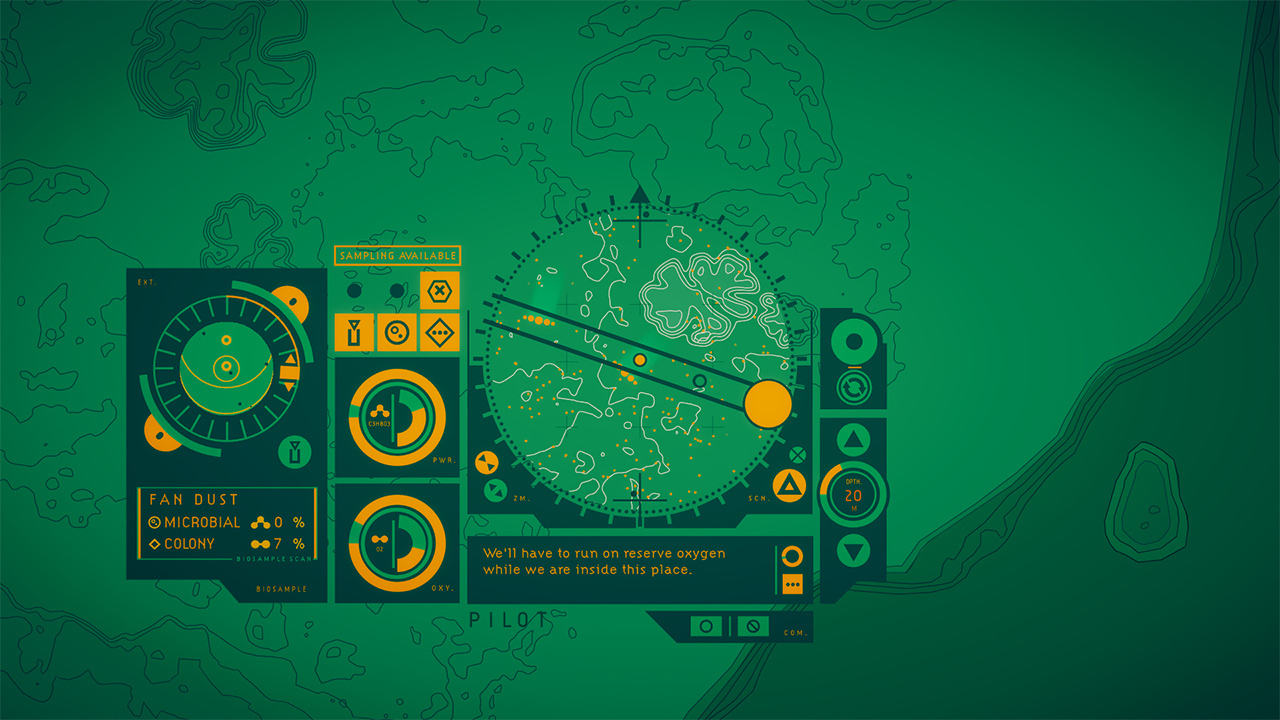 EXT.
SAMPLING AVAILABLE
C3H8O3
PWR.
ZM.
SCN.
DPTH.
20
M
FAN DUST
MICROBIAL 0 %
COLONY 7 %
BIOSAMPLE SCAN
BIOSAMPLE
O2
OXY.
We'll have to run on reserve oxygen
while we are inside this place.
PILOT
COM.